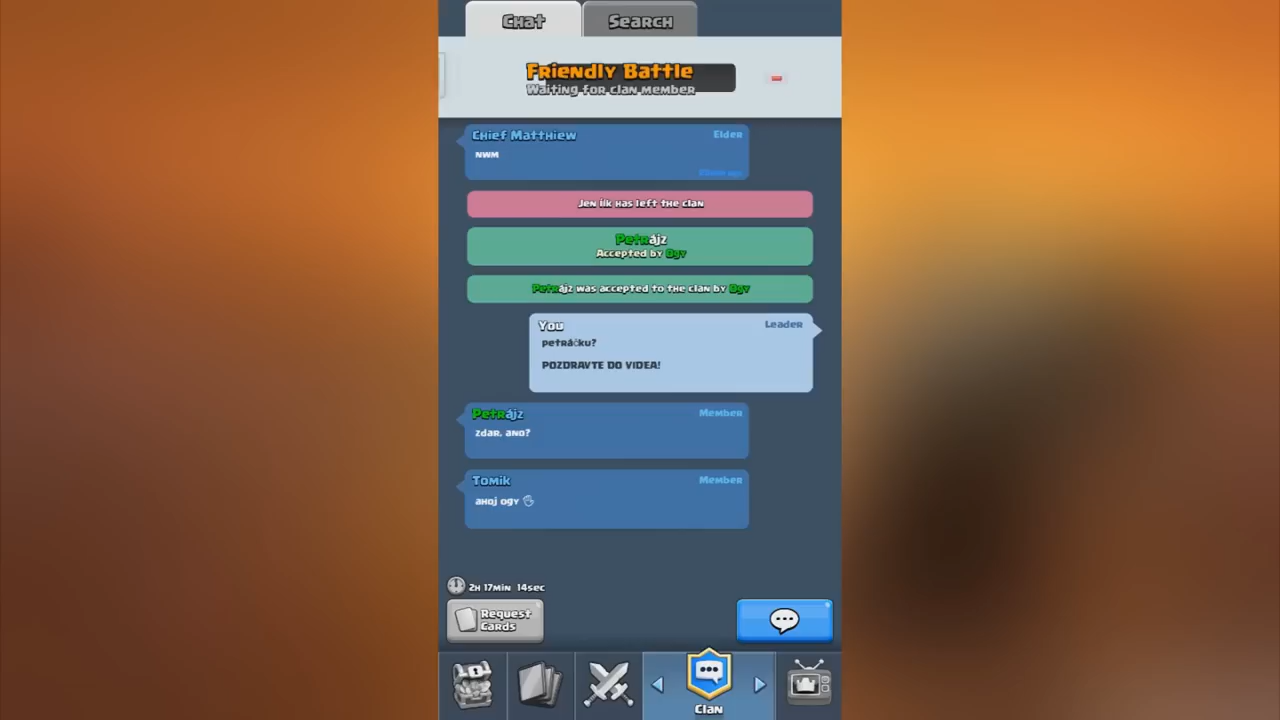 Chat
Search
Friendly Battle
Waiting for clan member
Chief Matthiew
Elder
NWM
Jen ilk has left the clan
Petrájz
Accepted by Ogy
Petrájz was accepted to the clan by Ogy
You
Leader
petráčku?
POZDRAVTE DO VIDEA!
Petrájz
Member
zdar, ano?
Tomik
Member
ahoj ogy
2H 17min 14sec
Request
Cards
Clan